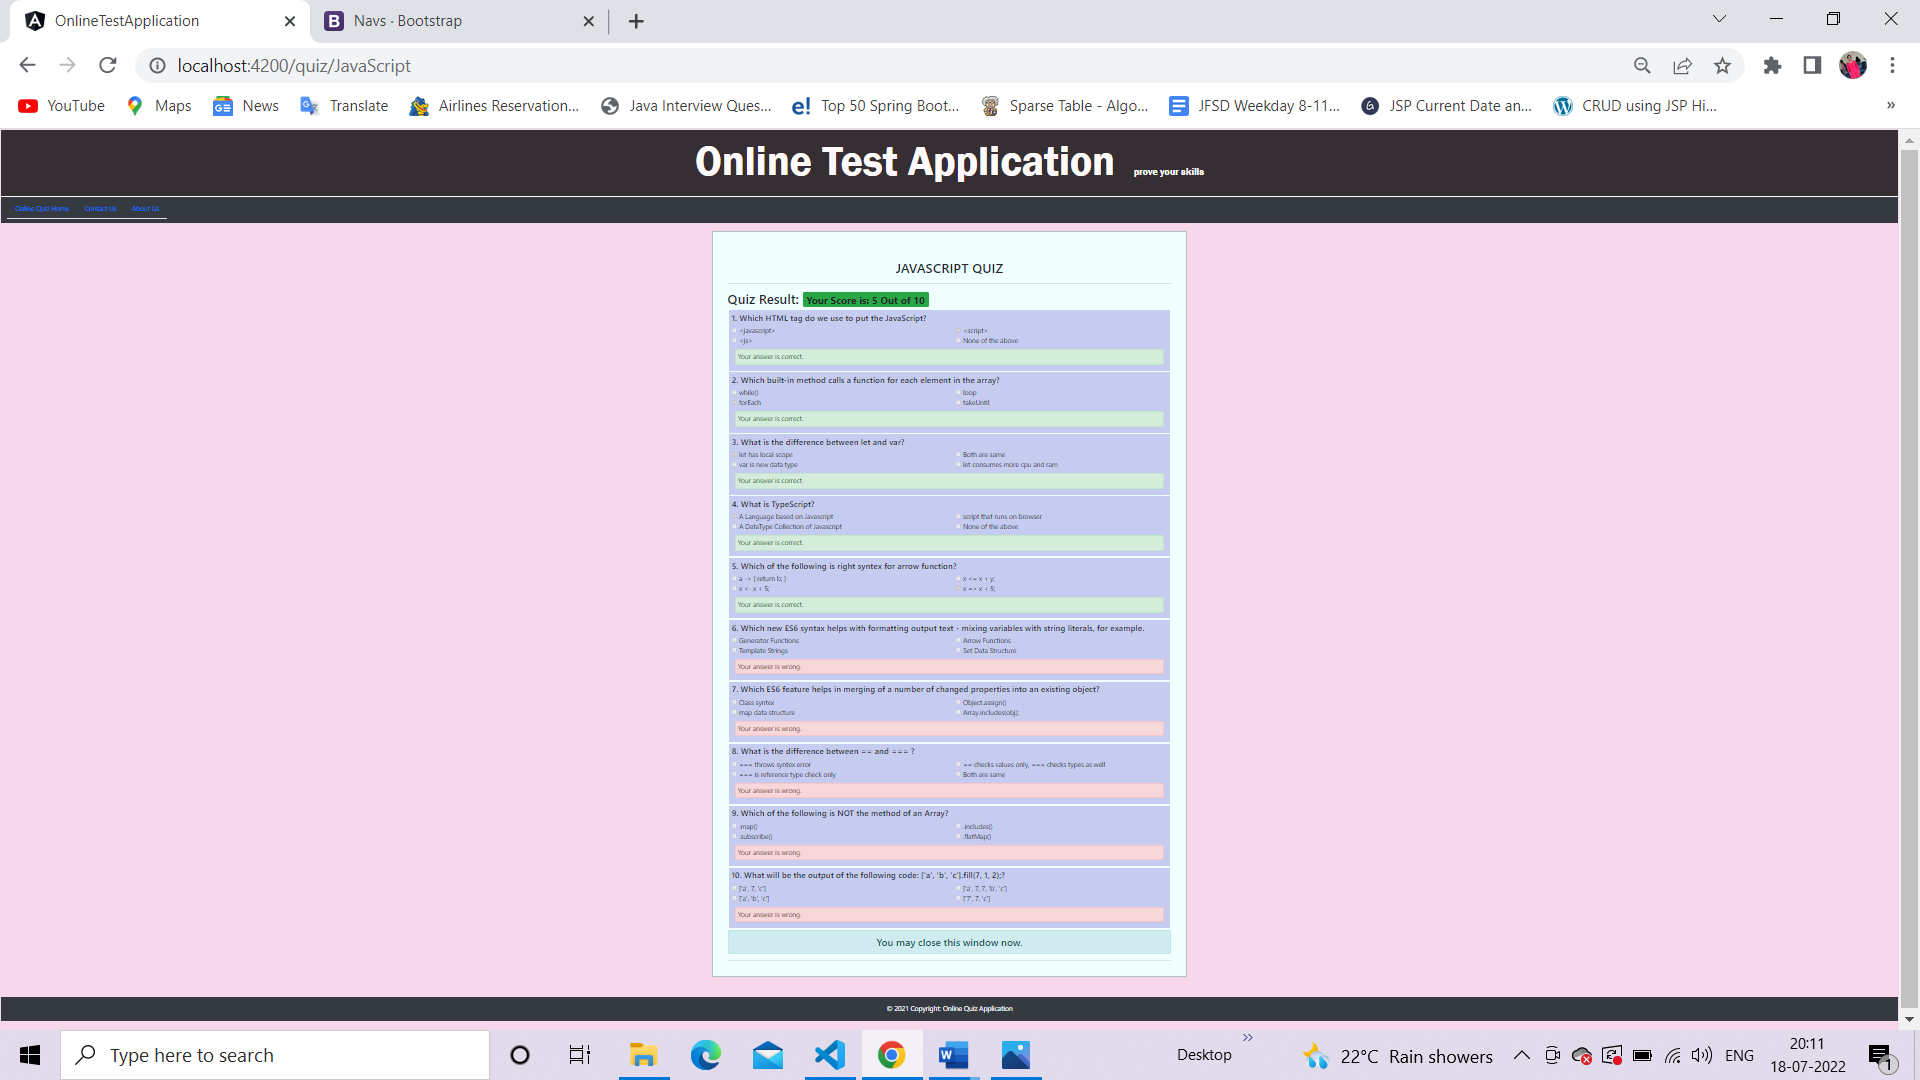 OnlineTestApplication
Navs · Bootstrap
localhost:4200/quiz/JavaScript
YouTube
Maps
News
Translate
Airlines Reservation...
Java Interview Ques...
Top 50 Spring Boot...
Sparse Table - Algo...
JFSD Weekday 8-11...
JSP Current Date an...
CRUD using JSP Hi...
»
Online Test Application prove your skills
Online Quiz Home Contact Us About Us
JAVASCRIPT QUIZ
Quiz Result: Your Score is: 5 Out of 10
1. Which HTML tag do we use to put the JavaScript?
<javascript> <script>
<js> None of the above
Your answer is correct.
2. Which built-in method calls a function for each element in the array?
while() loop
forEach takeUntil
Your answer is correct.
3. What is the difference between let and var?
let has local scope Both are same
var is new data type let consumes more cpu and ram
Your answer is correct.
4. What is TypeScript?
A Language based on Javascript script that runs on browser
A DataType Collection of Javascript None of the above
Your answer is correct.
5. Which of the following is right syntex for arrow function?
a -> { return b; } x <= x + y;
x <- x + 5; x => x + 5;
Your answer is correct.
6. Which new ES6 syntax helps with formatting output text - mixing variables with string literals, for example.
Generator Functions Arrow Functions
Template Strings Set Data Structure
Your answer is wrong.
7. Which ES6 feature helps in merging of a number of changed properties into an existing object?
Class syntex Object.assign()
map data structure Array.includes(obj);
Your answer is wrong.
8. What is the difference between == and === ?
=== throws syntex error == checks values only, === checks types as well
=== is reference type check only Both are same
Your answer is wrong.
9. Which of the following is NOT the method of an Array?
.map() .includes()
.subscribe() .flatMap()
Your answer is wrong.
10. What will be the output of the following code: ['a', 'b', 'c'].fill(7, 1, 2);?
['a', 7, 'c'] ['a', 7, 7, 'b', 'c']
['a', 'b', 'c'] ['7', 7, 'c']
Your answer is wrong.
You may close this window now.
© 2021 Copyright: Online Quiz Application
Type here to search
Desktop
»
22°C Rain showers
ENG
20:11
18-07-2022
1